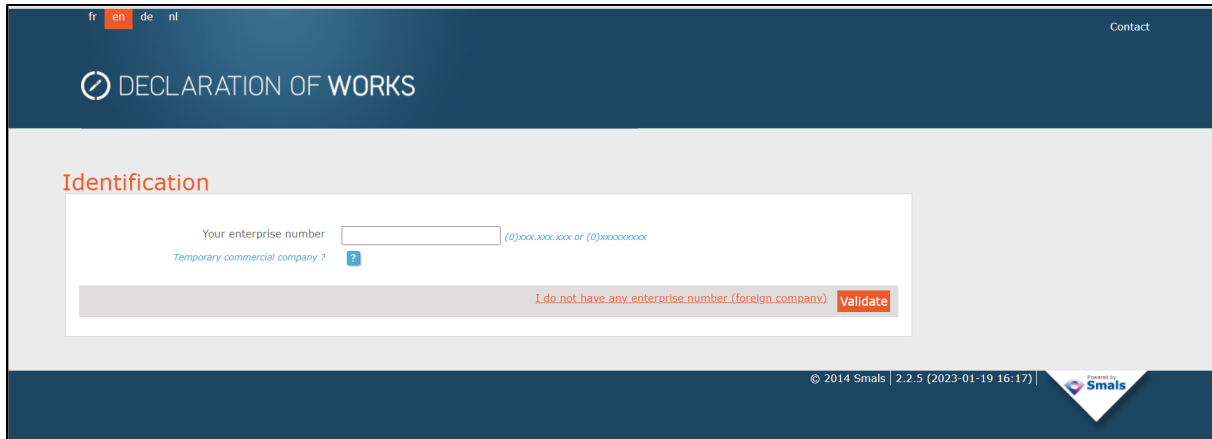 fr en de nl
Contact
DECLARATION OF WORKS
Identification
Your enterprise number
(0)xxx.xxx.xxx or (0)xxxxxxxxx
Temporary commercial company ?
?
I do not have any enterprise number (foreign company)
Validate
© 2014 Smals | 2.2.5 (2023-01-19 16:17) |
Powered by
Smals